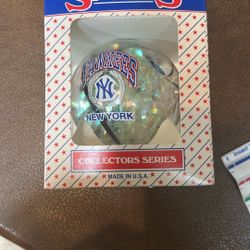 YANKEES
NY
NEW YORK
COLLECTORS SERIES
MADE IN U.S.A.